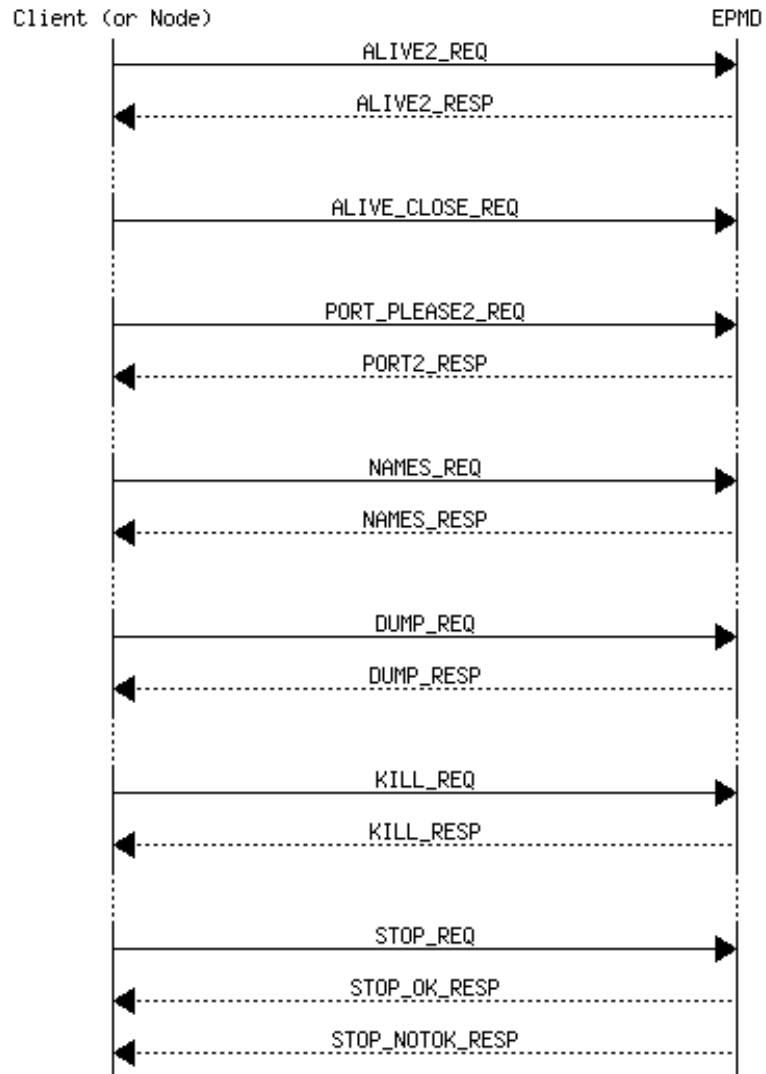 Client (or Node) EPMD
ALIVE2_REQ
ALIVE2_RESP
ALIVE_CLOSE_REQ
PORT_PLEASE2_REQ
PORT2_RESP
NAMES_REQ
NAMES_RESP
DUMP_REQ
DUMP_RESP
KILL_REQ
KILL_RESP
STOP_REQ
STOP_OK_RESP
STOP_NOTOK_RESP